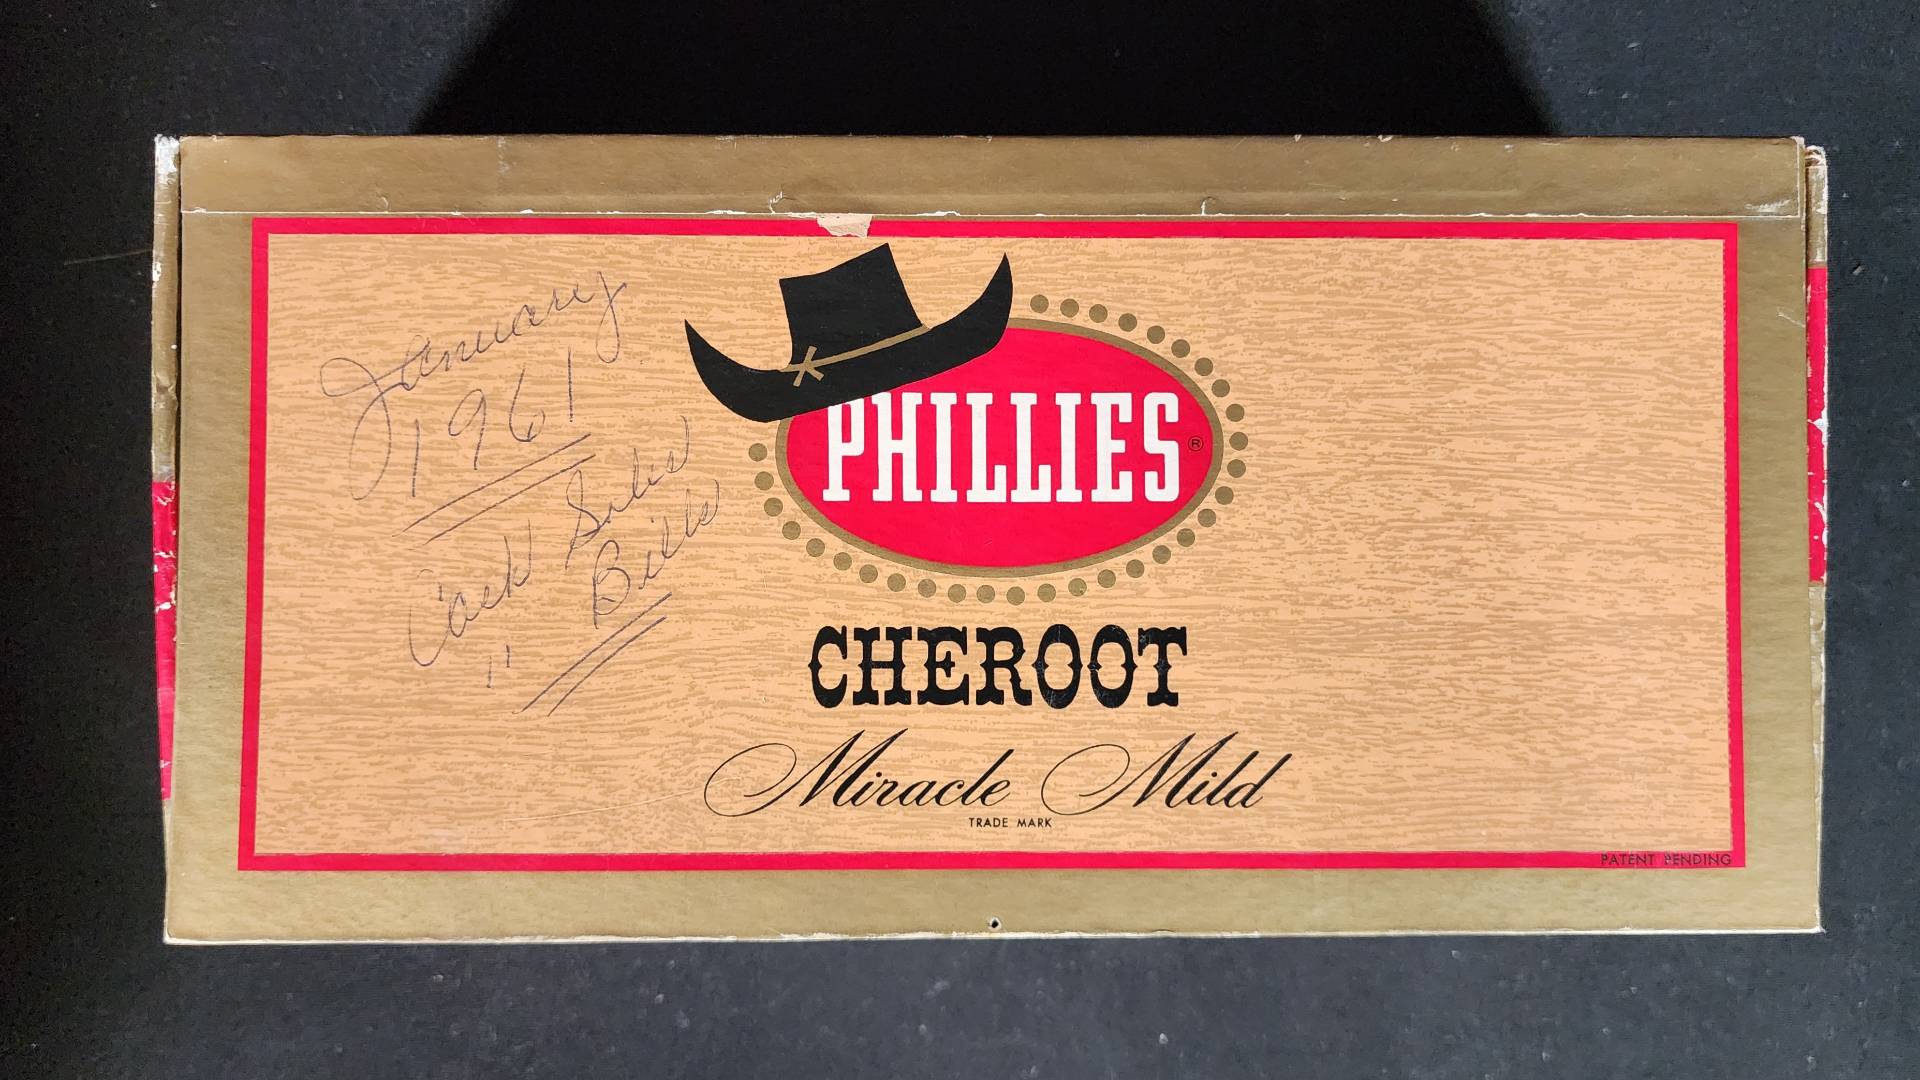 January
1961
Cash Sales
" Bills
PHILLIES®
CHEROOT
Miracle Mild
TRADE MARK
PATENT PENDING